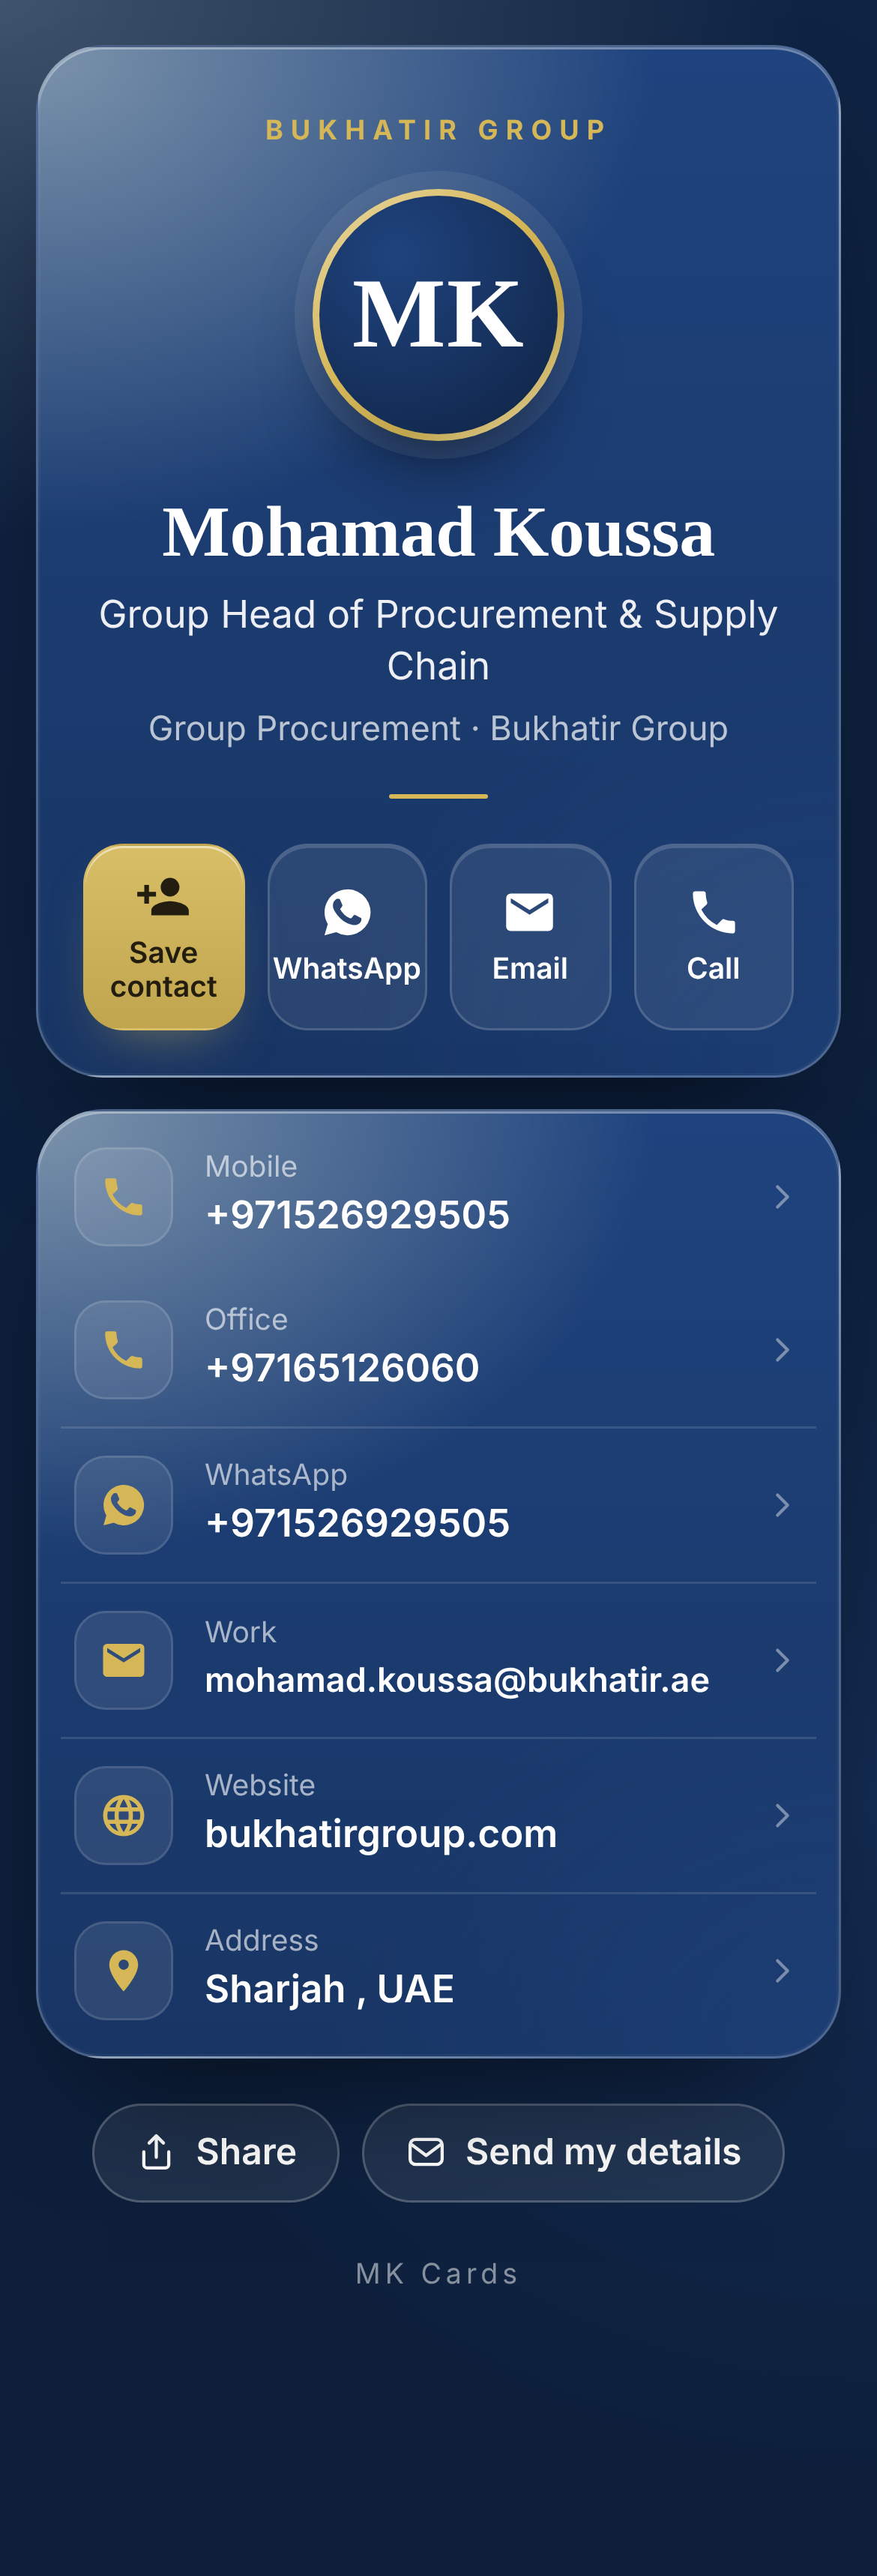 BUKHATIR GROUP
MK
Mohamad Koussa
Group Head of Procurement & Supply
Chain
Group Procurement · Bukhatir Group
Save
contact
WhatsApp
Email
Call
Mobile
+971526929505
Office
+97165126060
WhatsApp
+971526929505
Work
mohamad.koussa@bukhatir.ae
Website
bukhatirgroup.com
Address
Sharjah , UAE
Share
Send my details
MK Cards